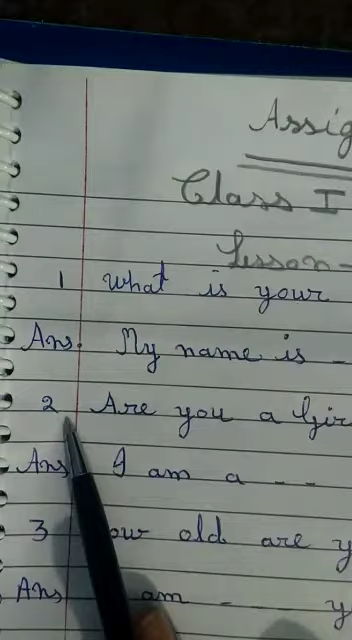 Assig
Class I
Lesson-
1 What is your
Ans. My name is -
2 Are you a Gir
Ans I am a - -
3 ow old are y
Ans am - - - y